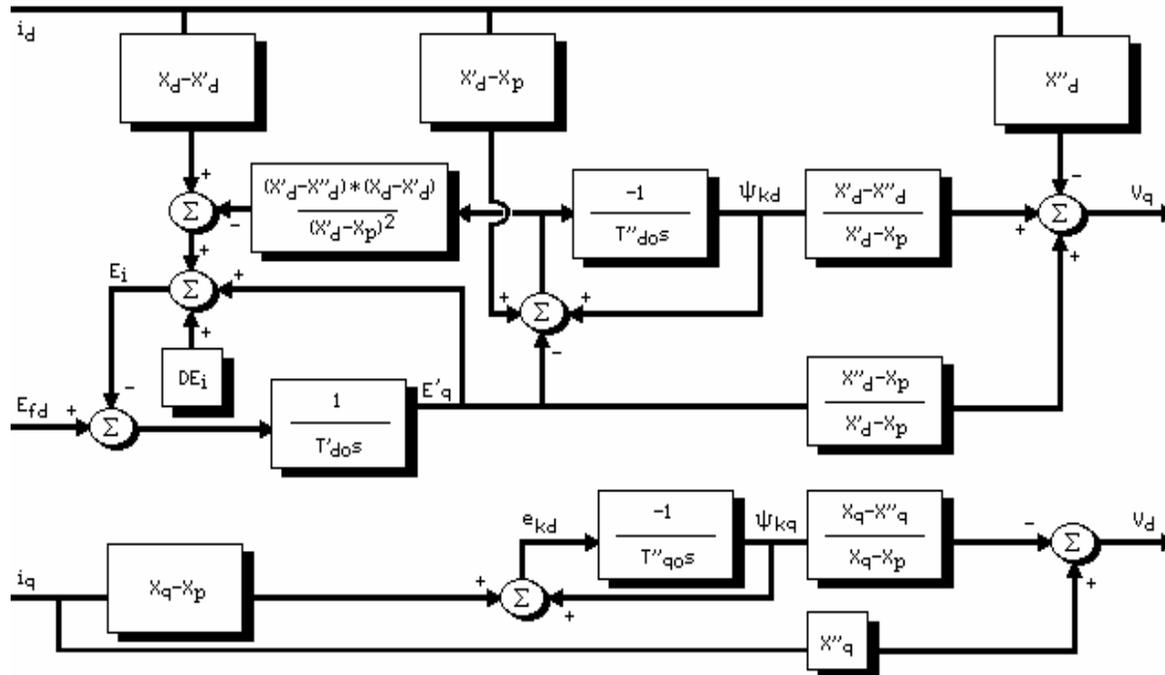 i_d
X_d-X'_d
X'_d-X_p
X''_d
+
-
(X'_d-X''_d)*(X_d-X'_d)
(X'_d-X_p)²
-1
T''_do s
ψ_kd
X'_d-X''_d
X'_d-X_p
V_q
Σ
-
Σ
+
+
+
E_i
Σ
+
+
Σ
+
+
-
DE_i
-
E_fd
+
Σ
1
T'_do s
E'_q
X''_d-X_p
X'_d-X_p
e_kd
-1
T''_qo s
ψ_kq
X_q-X''_q
X_q-X_p
-
Σ
V_d
i_q
X_q-X_p
+
Σ
+
+
X''_q